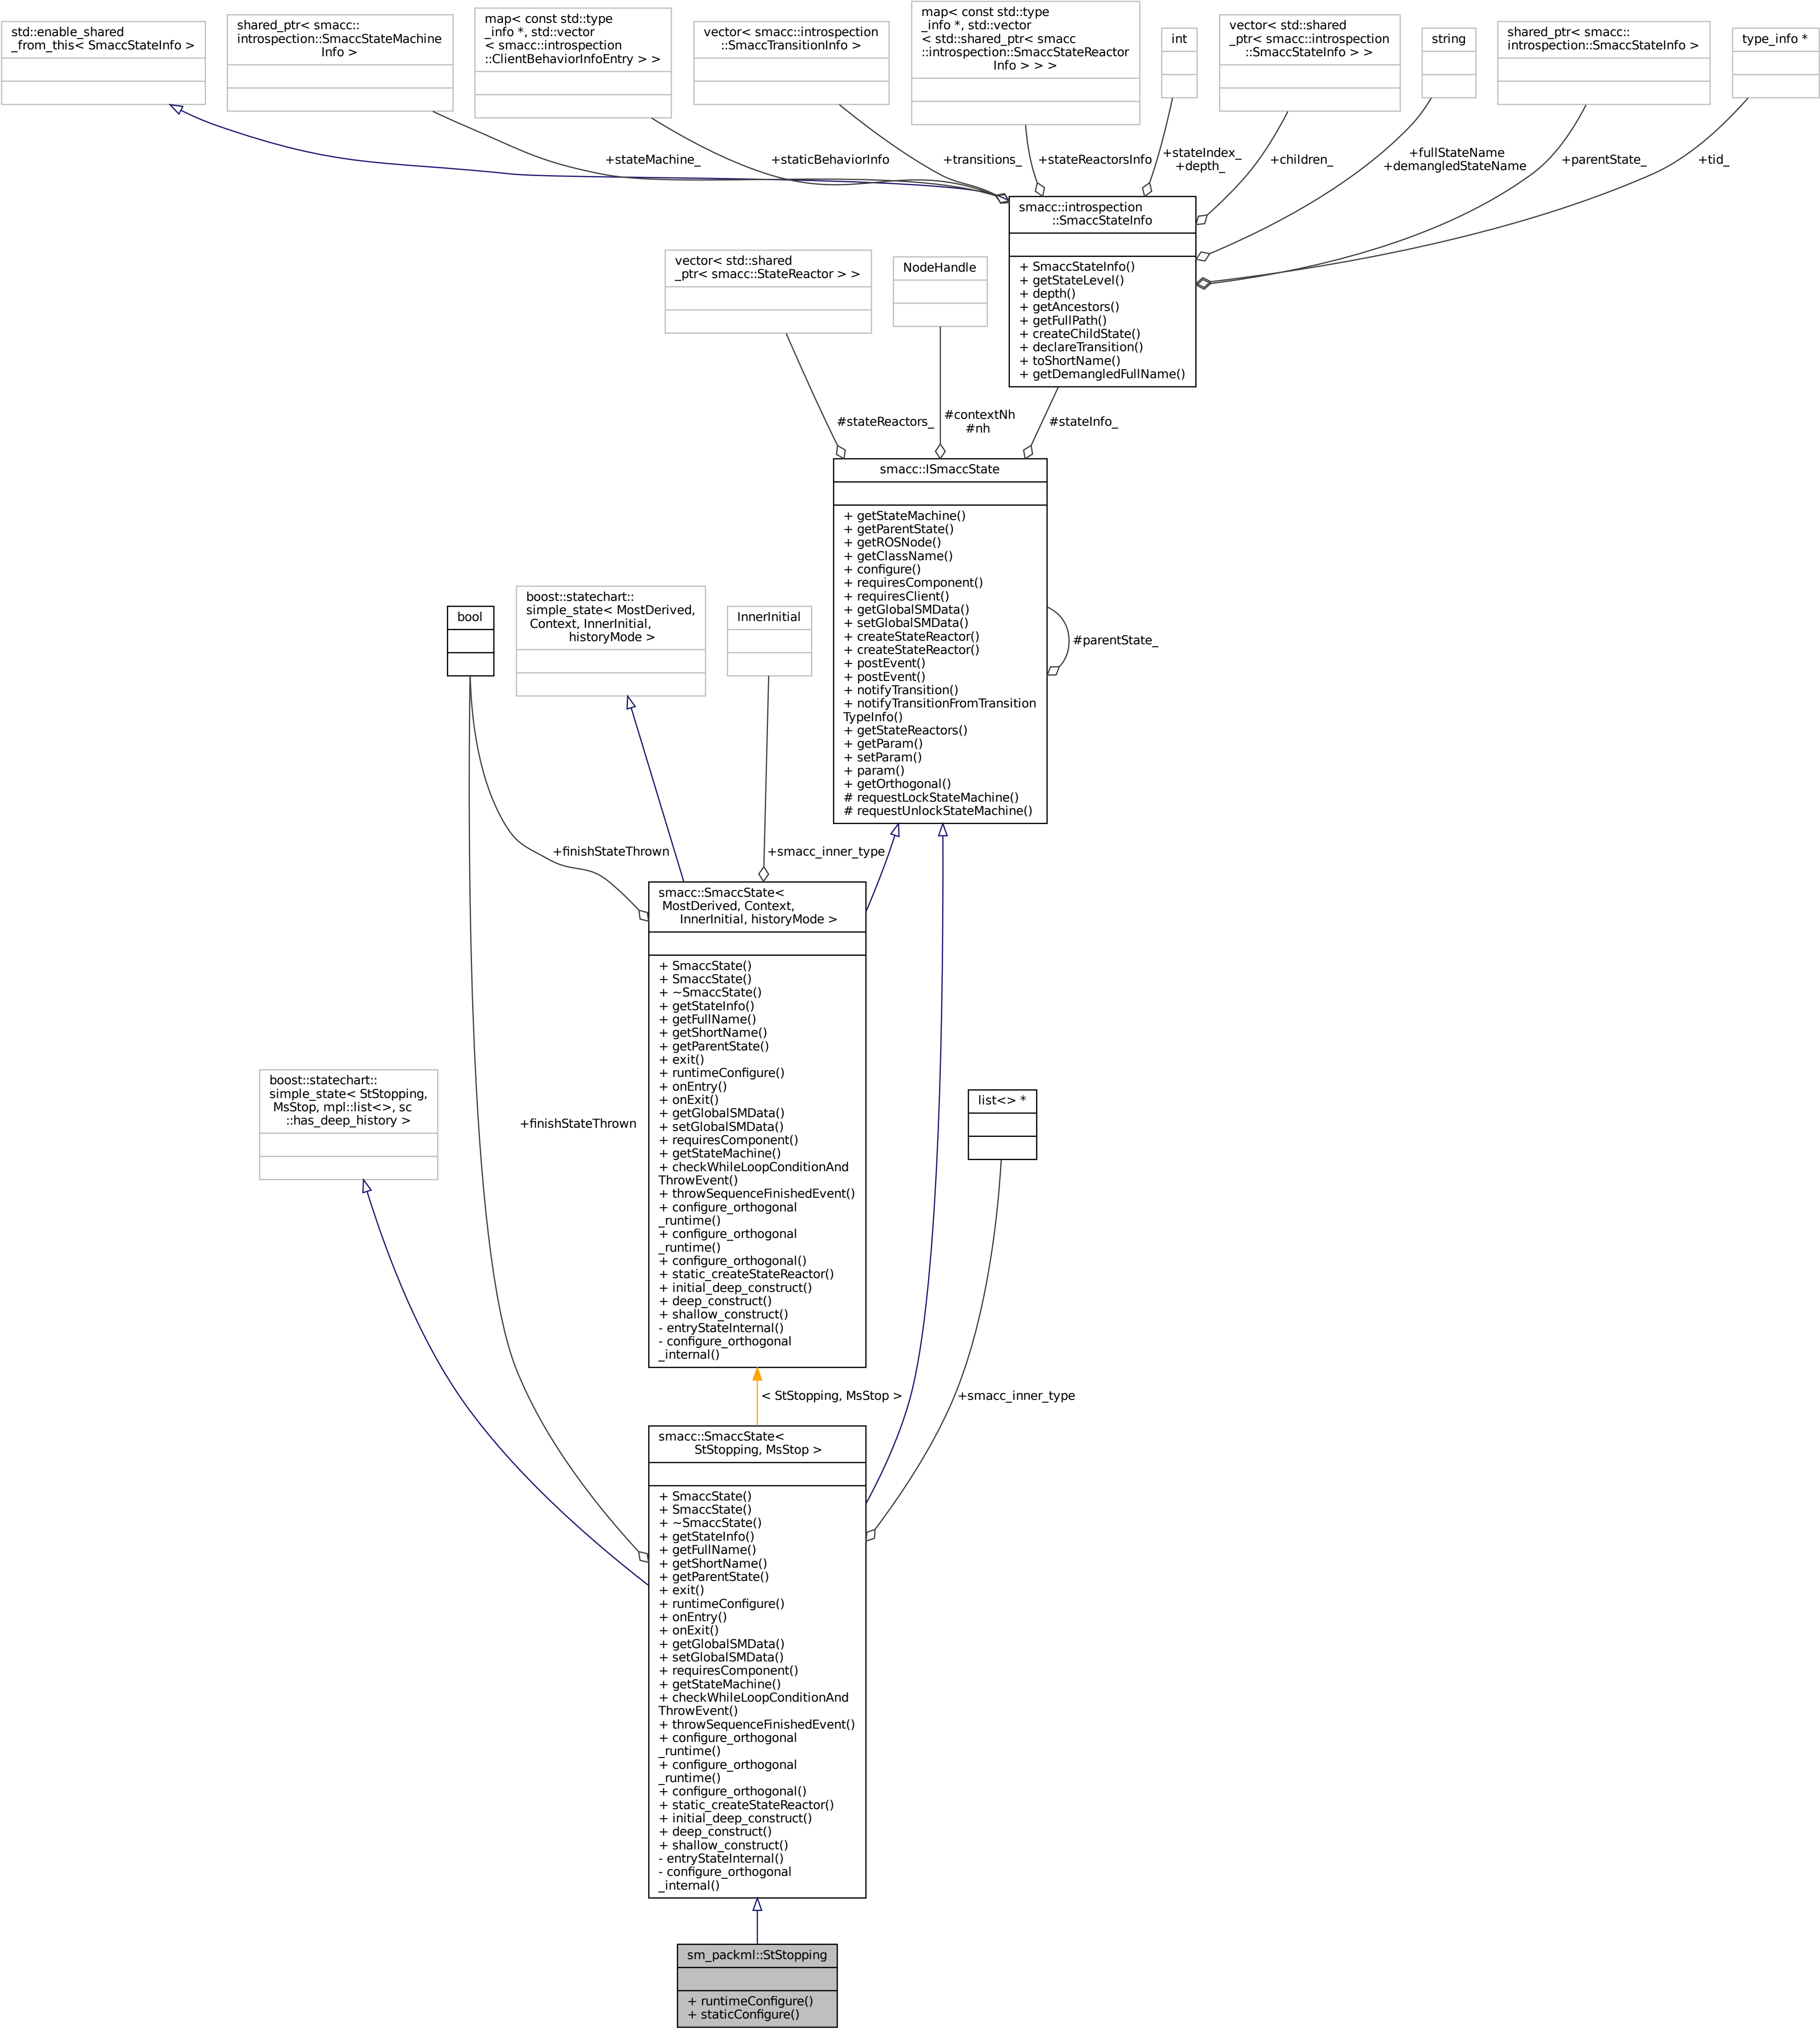 std::enable_shared
_from_this< SmaccStateInfo >
shared_ptr< smacc::
introspection::SmaccStateMachine
Info >
map< const std::type
_info *, std::vector
< smacc::introspection
::ClientBehaviorInfoEntry > >
vector< smacc::introspection
::SmaccTransitionInfo >
map< const std::type
_info *, std::vector
< std::shared_ptr< smacc
::introspection::SmaccStateReactor
Info > > >
int
vector< std::shared
_ptr< smacc::introspection
::SmaccStateInfo > >
string
shared_ptr< smacc::
introspection::SmaccStateInfo >
type_info *
+stateMachine_
+staticBehaviorInfo
+transitions_
+stateReactorsInfo
+stateIndex_
+depth_
+children_
+fullStateName
+demangledStateName
+parentState_
+tid_
smacc::introspection
::SmaccStateInfo
+ SmaccStateInfo()
+ getStateLevel()
+ depth()
+ getAncestors()
+ getFullPath()
+ createChildState()
+ declareTransition()
+ toShortName()
+ getDemangledFullName()
vector< std::shared
_ptr< smacc::StateReactor > >
NodeHandle
#stateReactors_
#contextNh
#nh
#stateInfo_
smacc::ISmaccState
+ getStateMachine()
+ getParentState()
+ getROSNode()
+ getClassName()
+ configure()
+ requiresComponent()
+ requiresClient()
+ getGlobalSMData()
+ setGlobalSMData()
+ createStateReactor()
+ createStateReactor()
+ postEvent()
+ postEvent()
+ notifyTransition()
+ notifyTransitionFromTransition
TypeInfo()
+ getStateReactors()
+ getParam()
+ setParam()
+ param()
+ getOrthogonal()
# requestLockStateMachine()
# requestUnlockStateMachine()
#parentState_
bool
boost::statechart::
simple_state< MostDerived,
Context, InnerInitial,
historyMode >
InnerInitial
+finishStateThrown
+smacc_inner_type
smacc::SmaccState<
MostDerived, Context,
InnerInitial, historyMode >
+ SmaccState()
+ SmaccState()
+ ~SmaccState()
+ getStateInfo()
+ getFullName()
+ getShortName()
+ getParentState()
+ exit()
+ runtimeConfigure()
+ onEntry()
+ onExit()
+ getGlobalSMData()
+ setGlobalSMData()
+ requiresComponent()
+ getStateMachine()
+ checkWhileLoopConditionAnd
ThrowEvent()
+ throwSequenceFinishedEvent()
+ configure_orthogonal
_runtime()
+ configure_orthogonal
_runtime()
+ configure_orthogonal()
+ static_createStateReactor()
+ initial_deep_construct()
+ deep_construct()
+ shallow_construct()
- entryStateInternal()
- configure_orthogonal
_internal()
boost::statechart::
simple_state< StStopping,
MsStop, mpl::list<>, sc
::has_deep_history >
+finishStateThrown
list<> *
< StStopping, MsStop >
+smacc_inner_type
smacc::SmaccState<
StStopping, MsStop >
+ SmaccState()
+ SmaccState()
+ ~SmaccState()
+ getStateInfo()
+ getFullName()
+ getShortName()
+ getParentState()
+ exit()
+ runtimeConfigure()
+ onEntry()
+ onExit()
+ getGlobalSMData()
+ setGlobalSMData()
+ requiresComponent()
+ getStateMachine()
+ checkWhileLoopConditionAnd
ThrowEvent()
+ throwSequenceFinishedEvent()
+ configure_orthogonal
_runtime()
+ configure_orthogonal
_runtime()
+ configure_orthogonal()
+ static_createStateReactor()
+ initial_deep_construct()
+ deep_construct()
+ shallow_construct()
- entryStateInternal()
- configure_orthogonal
_internal()
sm_packml::StStopping
+ runtimeConfigure()
+ staticConfigure()